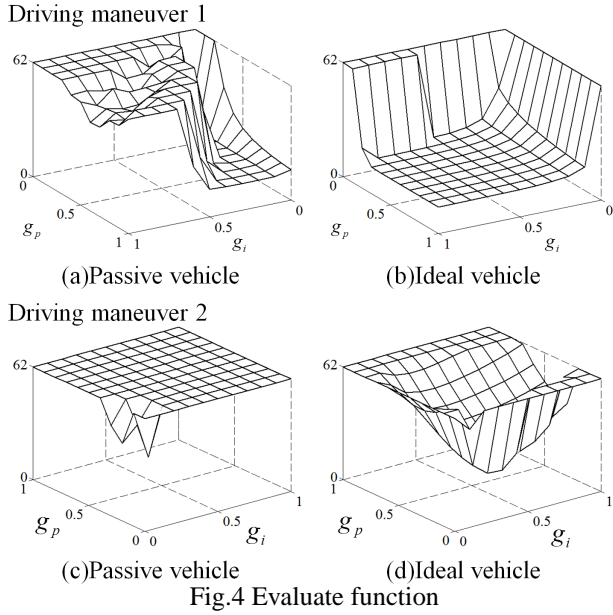 Driving maneuver 1
62
0
0
0.5
1
g_p
1
0.5
0
g_i
(a)Passive vehicle
62
0
0
0.5
1
g_p
1
0.5
0
g_i
(b)Ideal vehicle
Driving maneuver 2
62
0
1
0.5
0
g_p
0
0.5
1
g_i
(c)Passive vehicle
62
0
1
0.5
0
g_p
0
0.5
1
g_i
(d)Ideal vehicle
Fig.4 Evaluate function